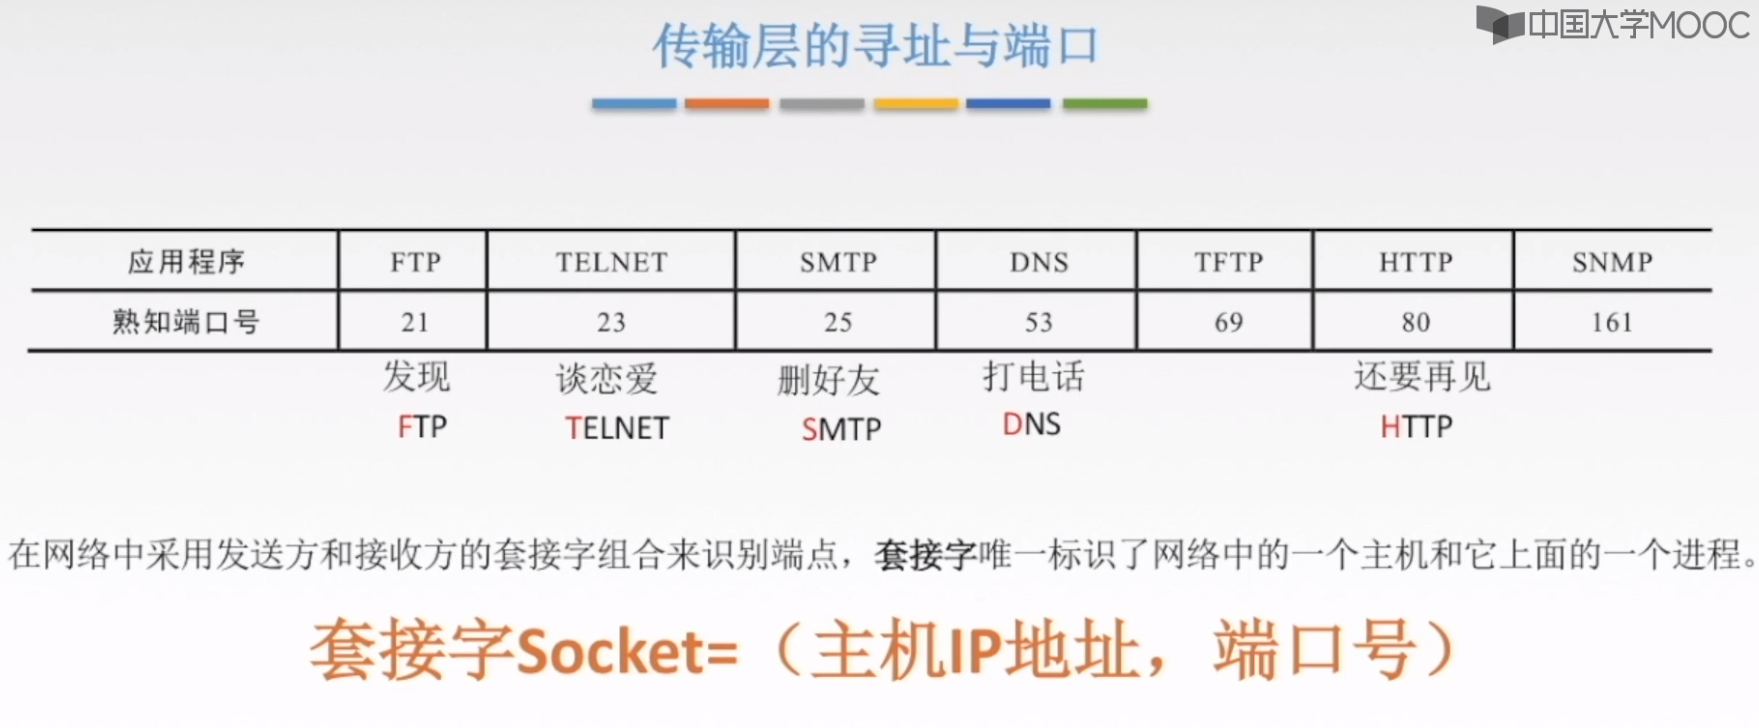 中国大学MOOC
传输层的寻址与端口
应用程序 FTP TELNET SMTP DNS TFTP HTTP SNMP
熟知端口号 21 23 25 53 69 80 161
发现 谈恋爱 删好友 打电话 还要再见
FTP TELNET SMTP DNS HTTP
在网络中采用发送方和接收方的套接字组合来识别端点，套接字唯一标识了网络中的一个主机和它上面的一个进程。
套接字Socket=（主机IP地址，端口号）